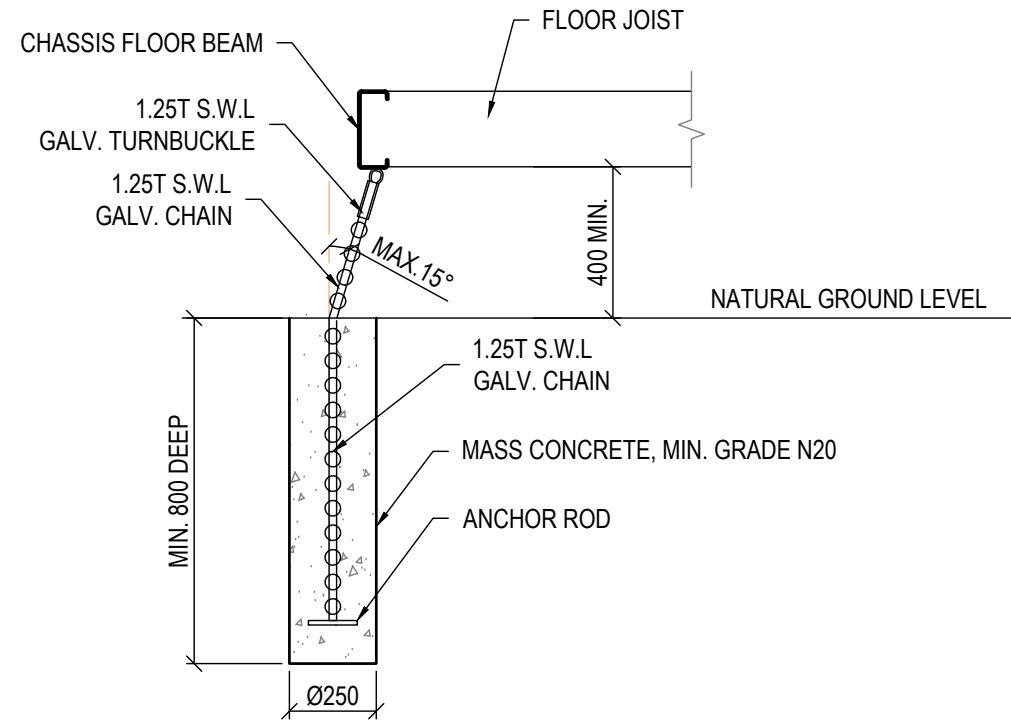 FLOOR JOIST
CHASSIS FLOOR BEAM
1.25T S.W.L
GALV. TURNBUCKLE
1.25T S.W.L
GALV. CHAIN
MAX.15°
400 MIN.
NATURAL GROUND LEVEL
1.25T S.W.L
GALV. CHAIN
MIN. 800 DEEP
MASS CONCRETE, MIN. GRADE N20
ANCHOR ROD
Ø250